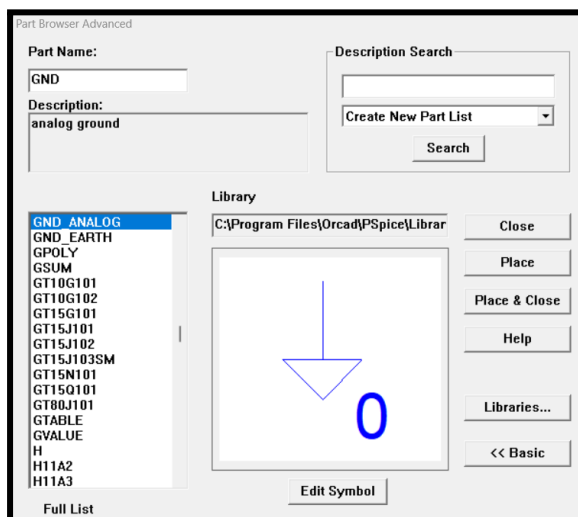 Part Browser Advanced
Part Name:
GND
Description:
analog ground
Description Search
Create New Part List
Search
Library
C:\Program Files\Orcad\PSpice\Librar
GND_ANALOG
GND_EARTH
GPOLY
GSUM
GT10G101
GT10G102
GT15G101
GT15J101
GT15J102
GT15J103SM
GT15N101
GT15Q101
GT80J101
GTABLE
GVALUE
H
H11A2
H11A3
Full List
0
Edit Symbol
Close
Place
Place & Close
Help
Libraries...
<< Basic